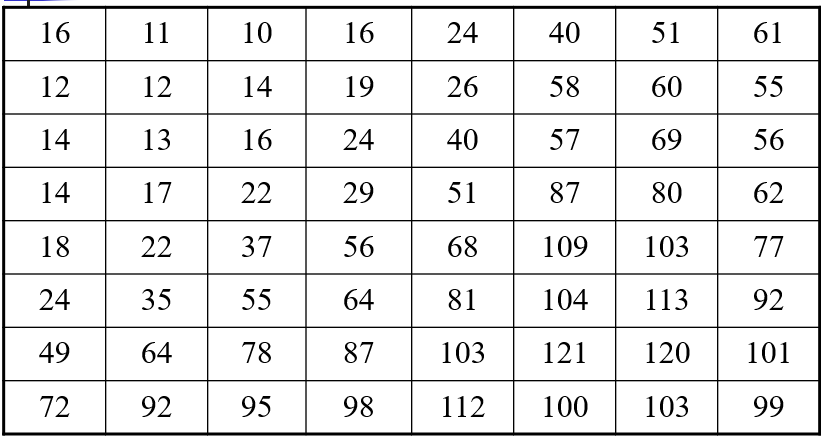 16 11 10 16 24 40 51 61
12 12 14 19 26 58 60 55
14 13 16 24 40 57 69 56
14 17 22 29 51 87 80 62
18 22 37 56 68 109 103 77
24 35 55 64 81 104 113 92
49 64 78 87 103 121 120 101
72 92 95 98 112 100 103 99